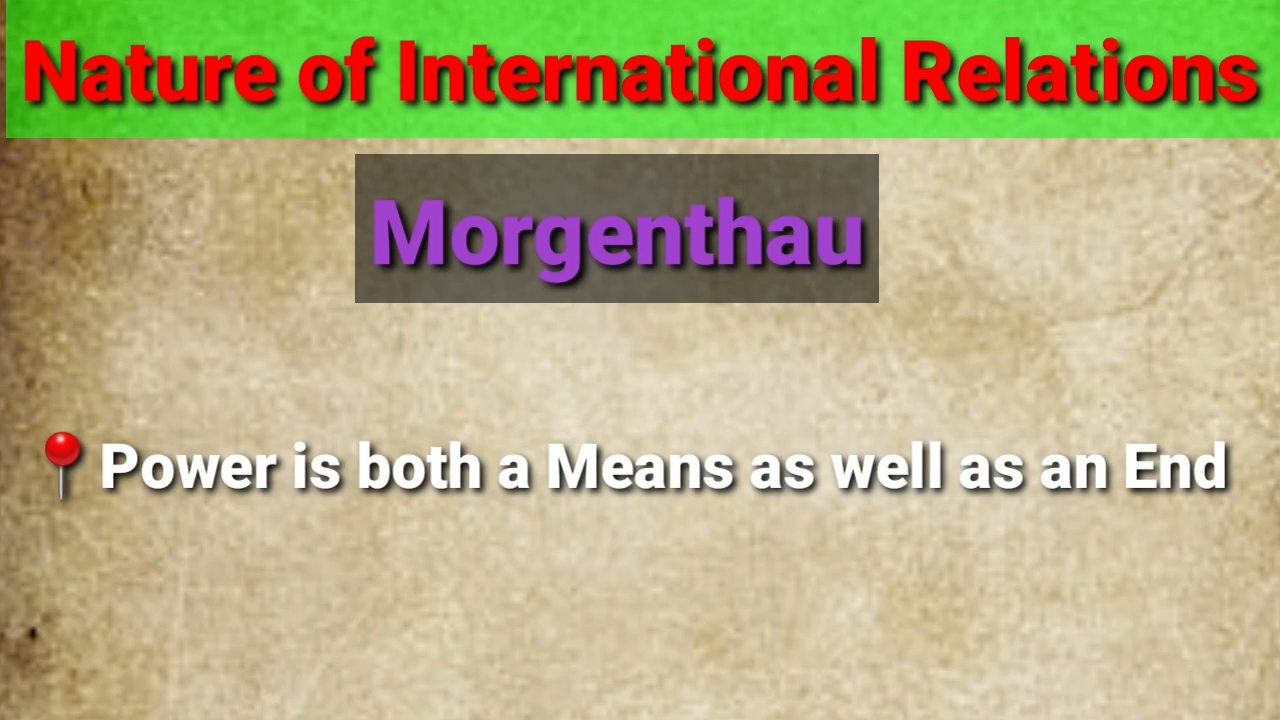 Nature of International Relations
Morgenthau
📍Power is both a Means as well as an End